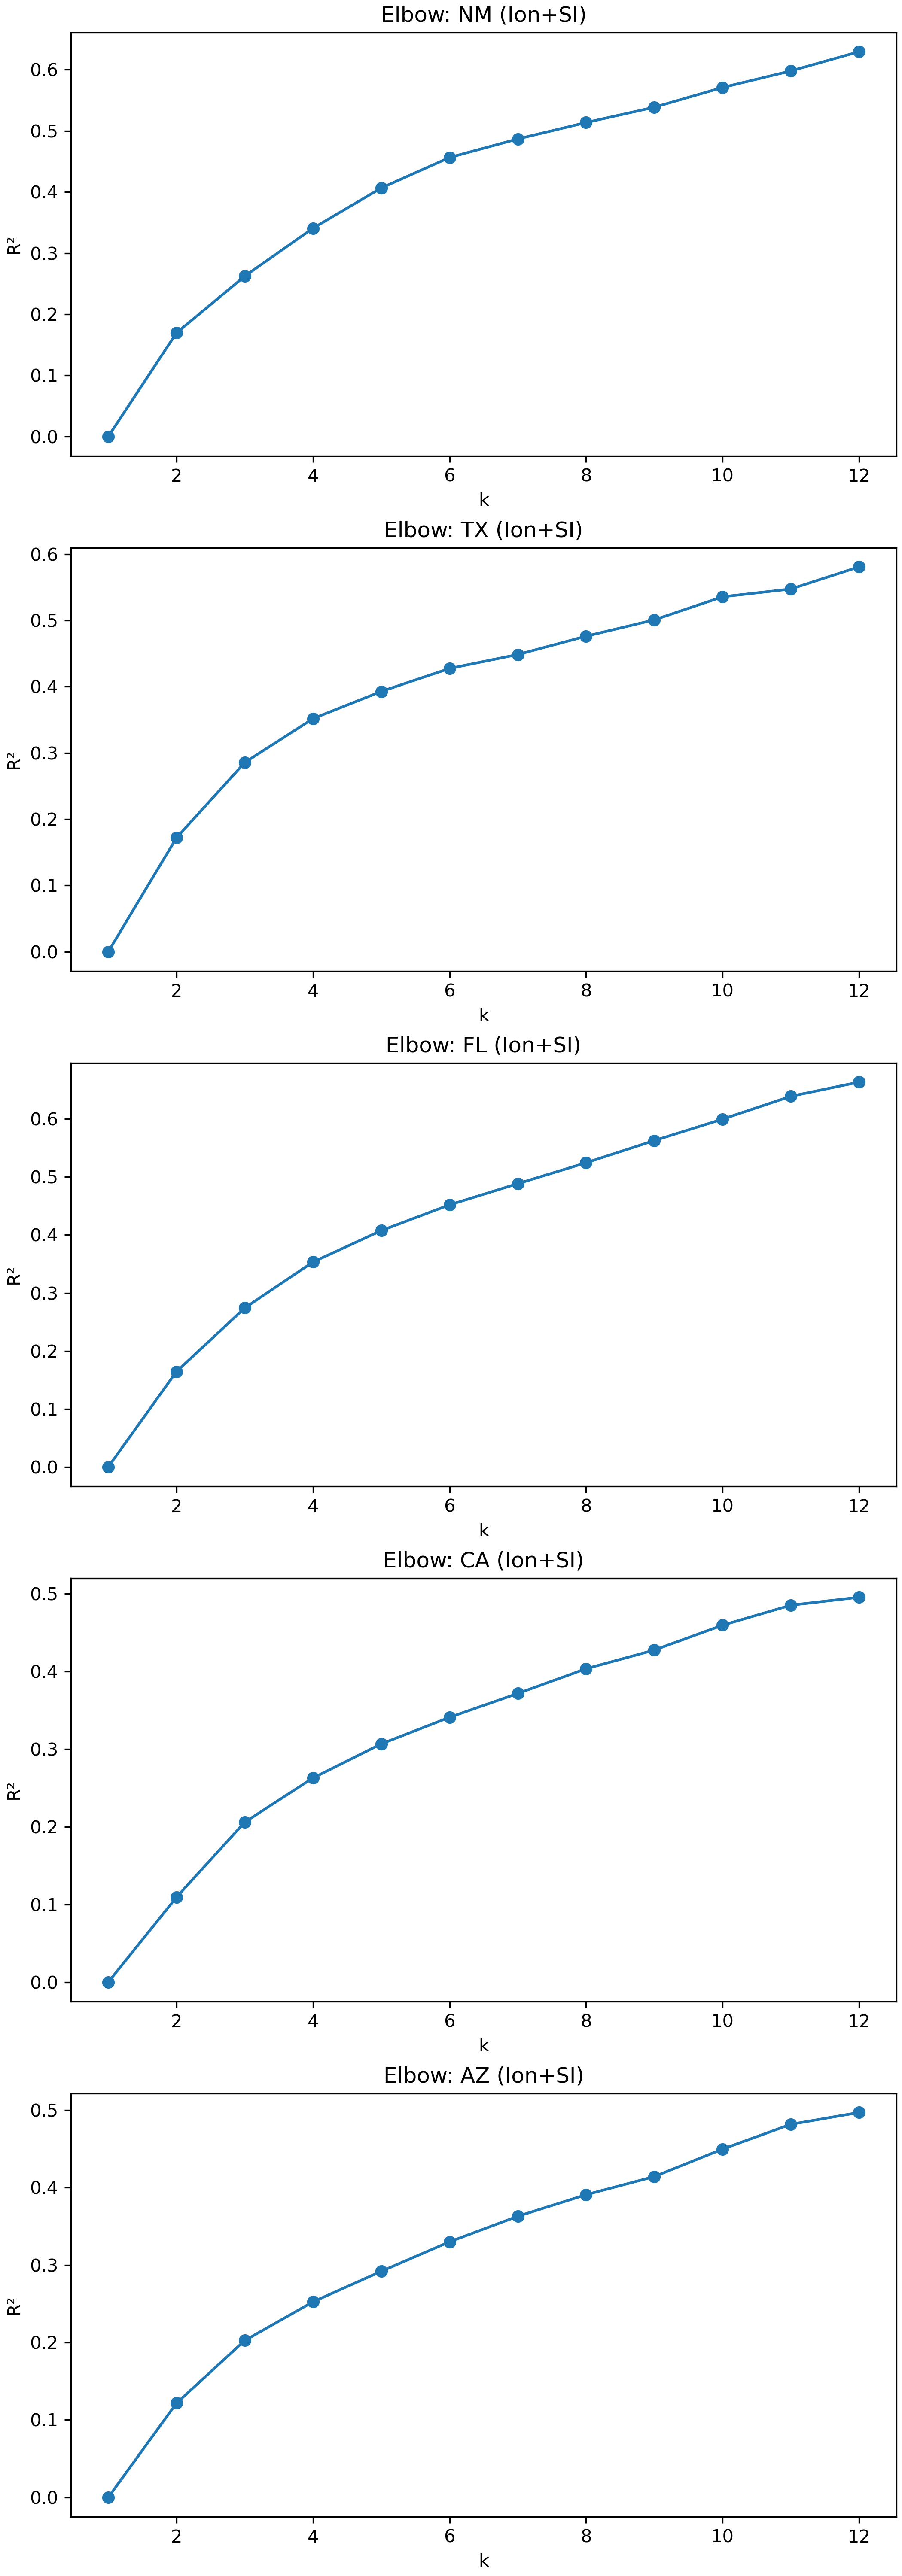 Elbow: NM (Ion+SI)
0.6
0.5
0.4
0.3
0.2
0.1
0.0
R²
2 4 6 8 10 12
k
Elbow: TX (Ion+SI)
0.6
0.5
0.4
0.3
0.2
0.1
0.0
R²
2 4 6 8 10 12
k
Elbow: FL (Ion+SI)
0.6
0.5
0.4
0.3
0.2
0.1
0.0
R²
2 4 6 8 10 12
k
Elbow: CA (Ion+SI)
0.5
0.4
0.3
0.2
0.1
0.0
R²
2 4 6 8 10 12
k
Elbow: AZ (Ion+SI)
0.5
0.4
0.3
0.2
0.1
0.0
R²
2 4 6 8 10 12
k